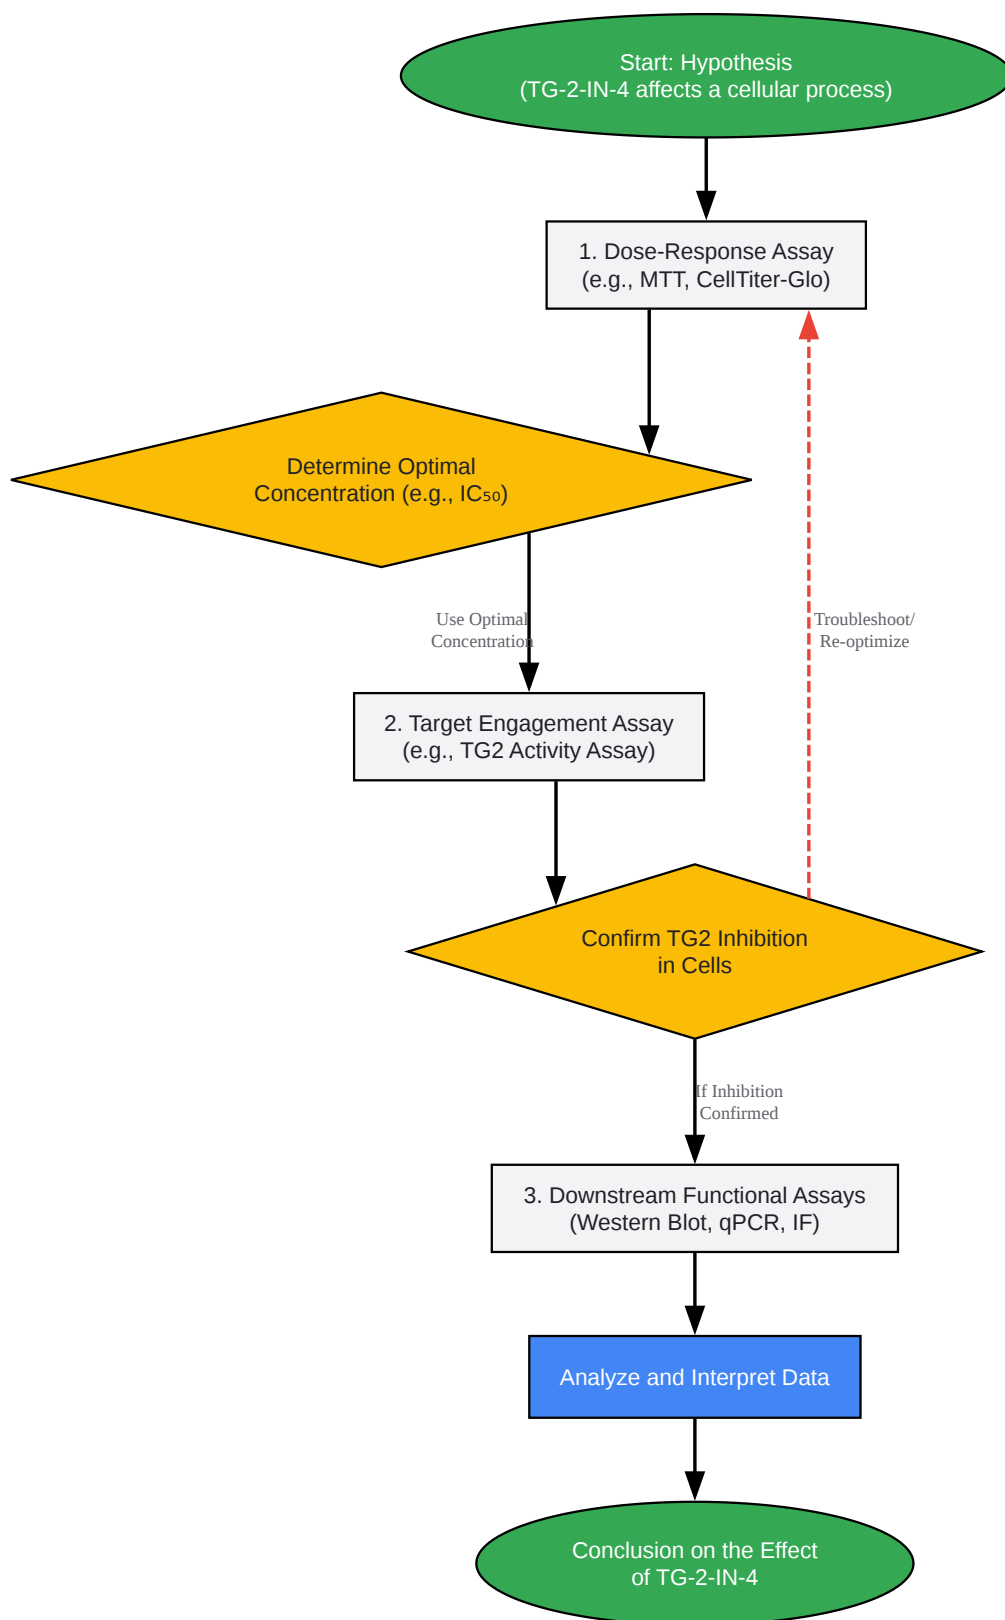 Start: Hypothesis
(TG-2-IN-4 affects a cellular process)
1. Dose-Response Assay
(e.g., MTT, CellTiter-Glo)
Determine Optimal
Concentration (e.g., IC₅₀)
Use Optimal
Concentration
Troubleshoot/
Re-optimize
2. Target Engagement Assay
(e.g., TG2 Activity Assay)
Confirm TG2 Inhibition
in Cells
If Inhibition
Confirmed
3. Downstream Functional Assays
(Western Blot, qPCR, IF)
Analyze and Interpret Data
Conclusion on the Effect
of TG-2-IN-4